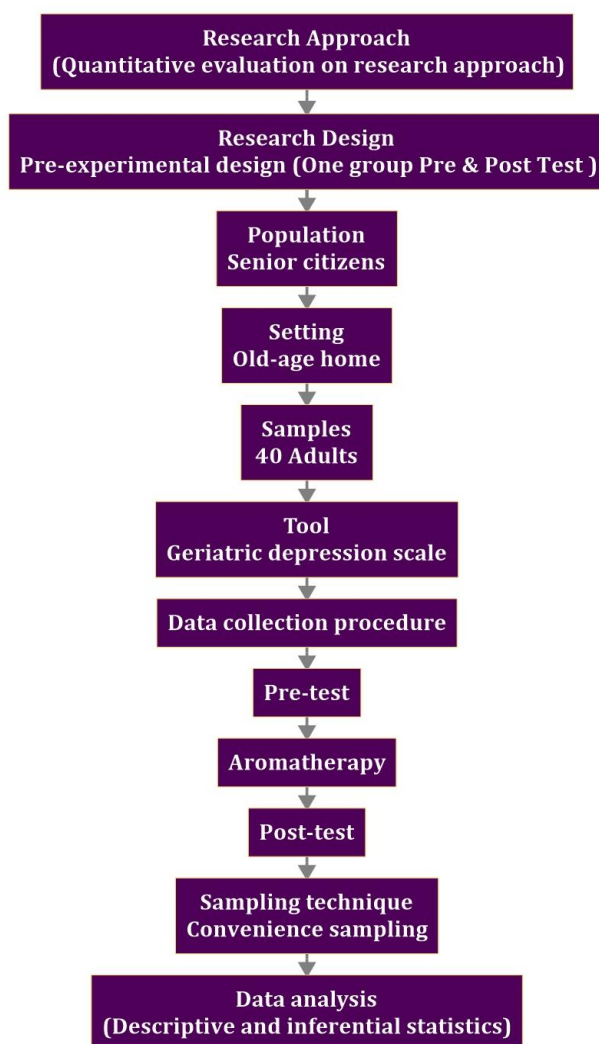 Research Approach
(Quantitative evaluation on research approach)
Research Design
Pre-experimental design (One group Pre & Post Test )
Population
Senior citizens
Setting
Old-age home
Samples
40 Adults
Tool
Geriatric depression scale
Data collection procedure
Pre-test
Aromatherapy
Post-test
Sampling technique
Convenience sampling
Data analysis
(Descriptive and inferential statistics)